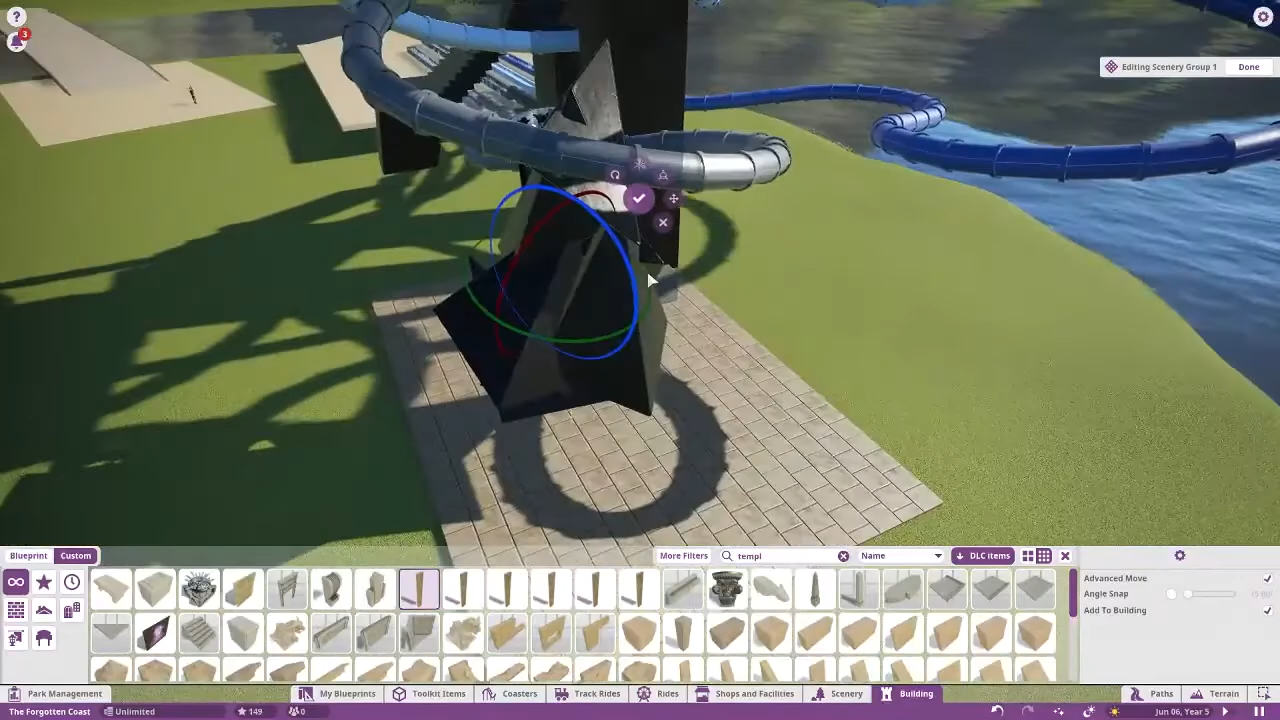 ?
3
Editing Scenery Group 1 Done
Blueprint Custom More Filters templ Name DLC items
Advanced Move
Angle Snap
Add To Building
Park Management My Blueprints Toolkit Items Coasters Track Rides Rides Shops and Facilities Scenery Building Paths Terrain
The Forgotten Coast Unlimited 149 0 Jun 06, Year 5